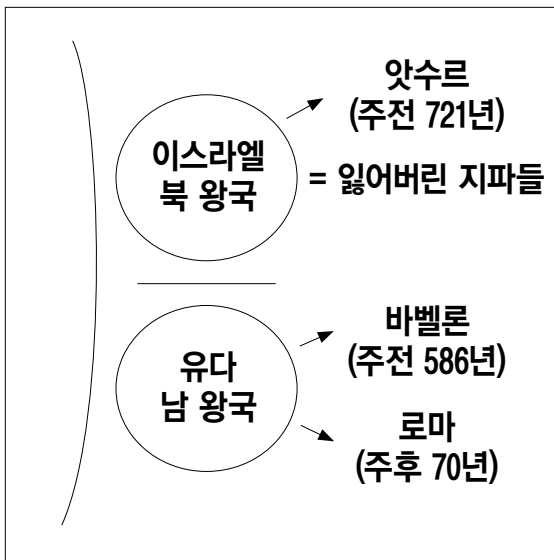 앗수르
(주전 721년)
이스라엘
북 왕국
= 잃어버린 지파들
바벨론
(주전 586년)
유다
남 왕국
로마
(주후 70년)